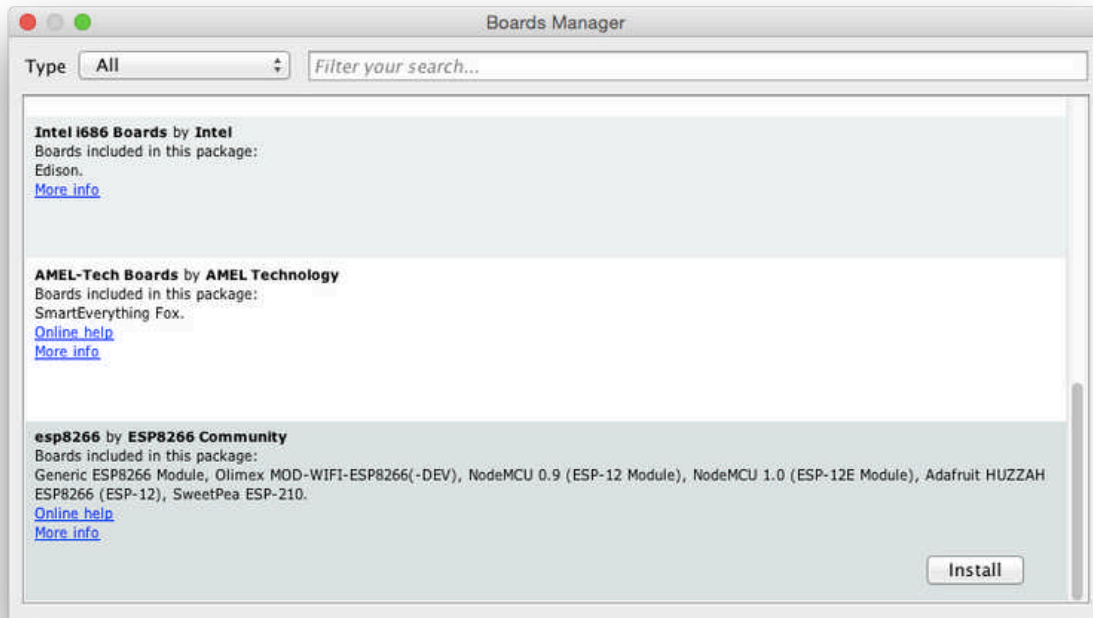 Boards Manager
Type All Filter your search...
Intel i686 Boards by Intel
Boards included in this package:
Edison.
More info
AMEL-Tech Boards by AMEL Technology
Boards included in this package:
SmartEverything Fox.
Online help
More info
esp8266 by ESP8266 Community
Boards included in this package:
Generic ESP8266 Module, Olimex MOD-WIFI-ESP8266(-DEV), NodeMCU 0.9 (ESP-12 Module), NodeMCU 1.0 (ESP-12E Module), Adafruit HUZZAH
ESP8266 (ESP-12), SweetPea ESP-210.
Online help
More info
Install